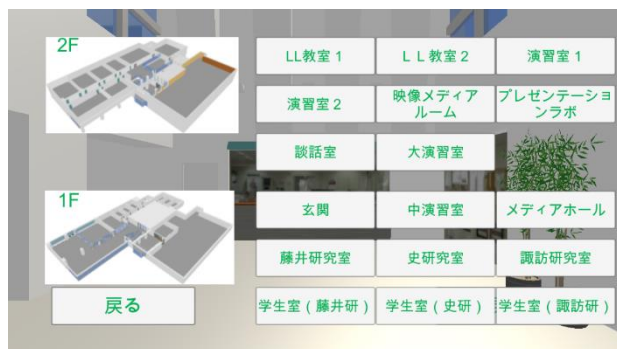 2F
LL教室1
LL教室2
演習室1
演習室2
映像メディア
ルーム
プレゼンテーショ
ンラボ
談話室
大演習室
1F
玄関
中演習室
メディアホール
藤井研究室
史研究室
諏訪研究室
戻る
学生室(藤井研)
学生室(史研)
学生室(諏訪研)